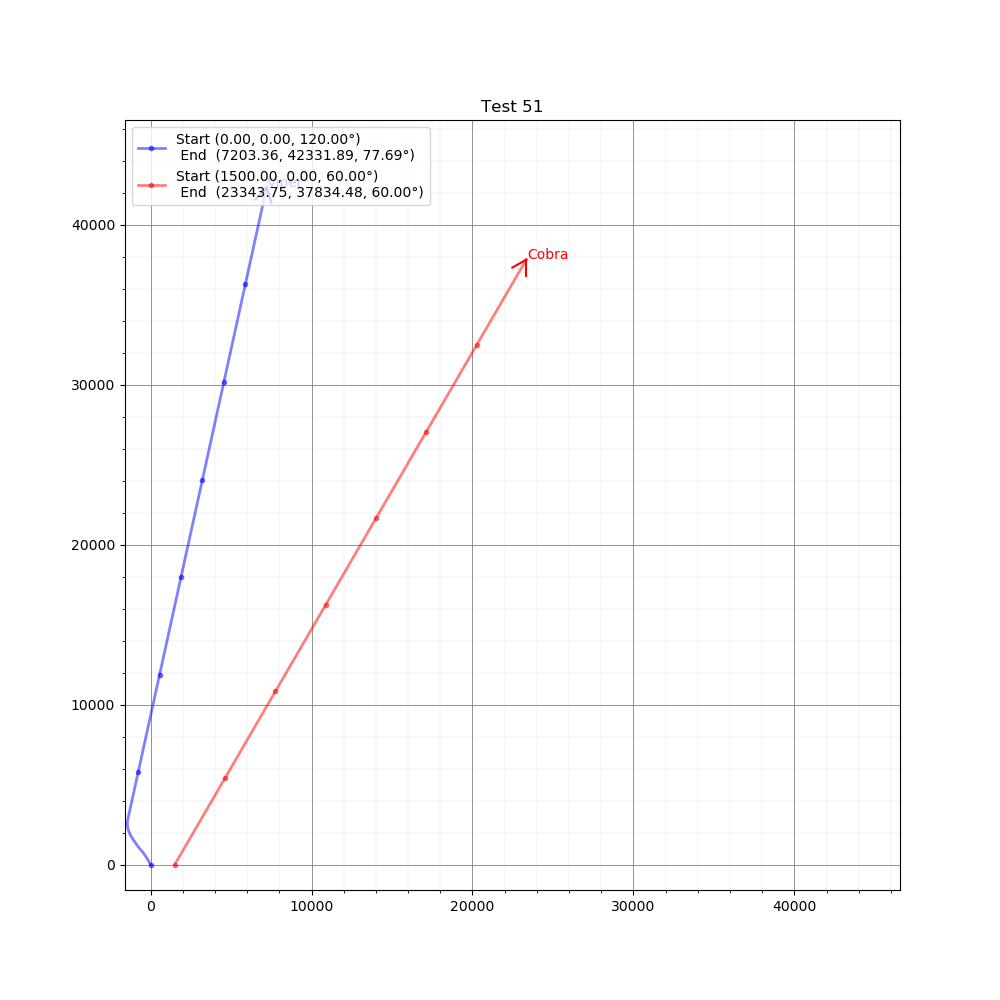 Test 51
Start (0.00, 0.00, 120.00°)
End (7203.36, 42331.89, 77.69°)
Start (1500.00, 0.00, 60.00°)
End (23343.75, 37834.48, 60.00°)
Cobra
40000
30000
20000
10000
0
0 10000 20000 30000 40000